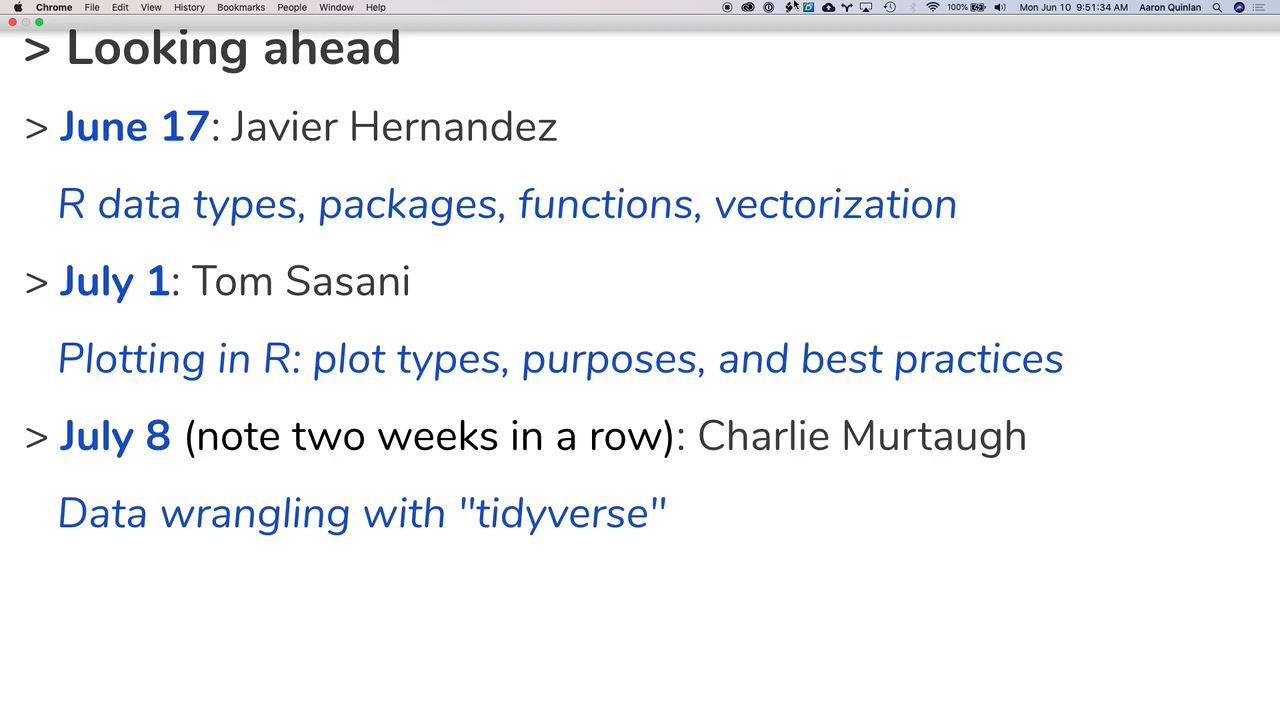 Chrome File Edit View History Bookmarks People Window Help 100% Mon Jun 10 9:51:34 AM Aaron Quinlan
> Looking ahead
> June 17: Javier Hernandez
R data types, packages, functions, vectorization
> July 1: Tom Sasani
Plotting in R: plot types, purposes, and best practices
> July 8 (note two weeks in a row): Charlie Murtaugh
Data wrangling with "tidyverse"